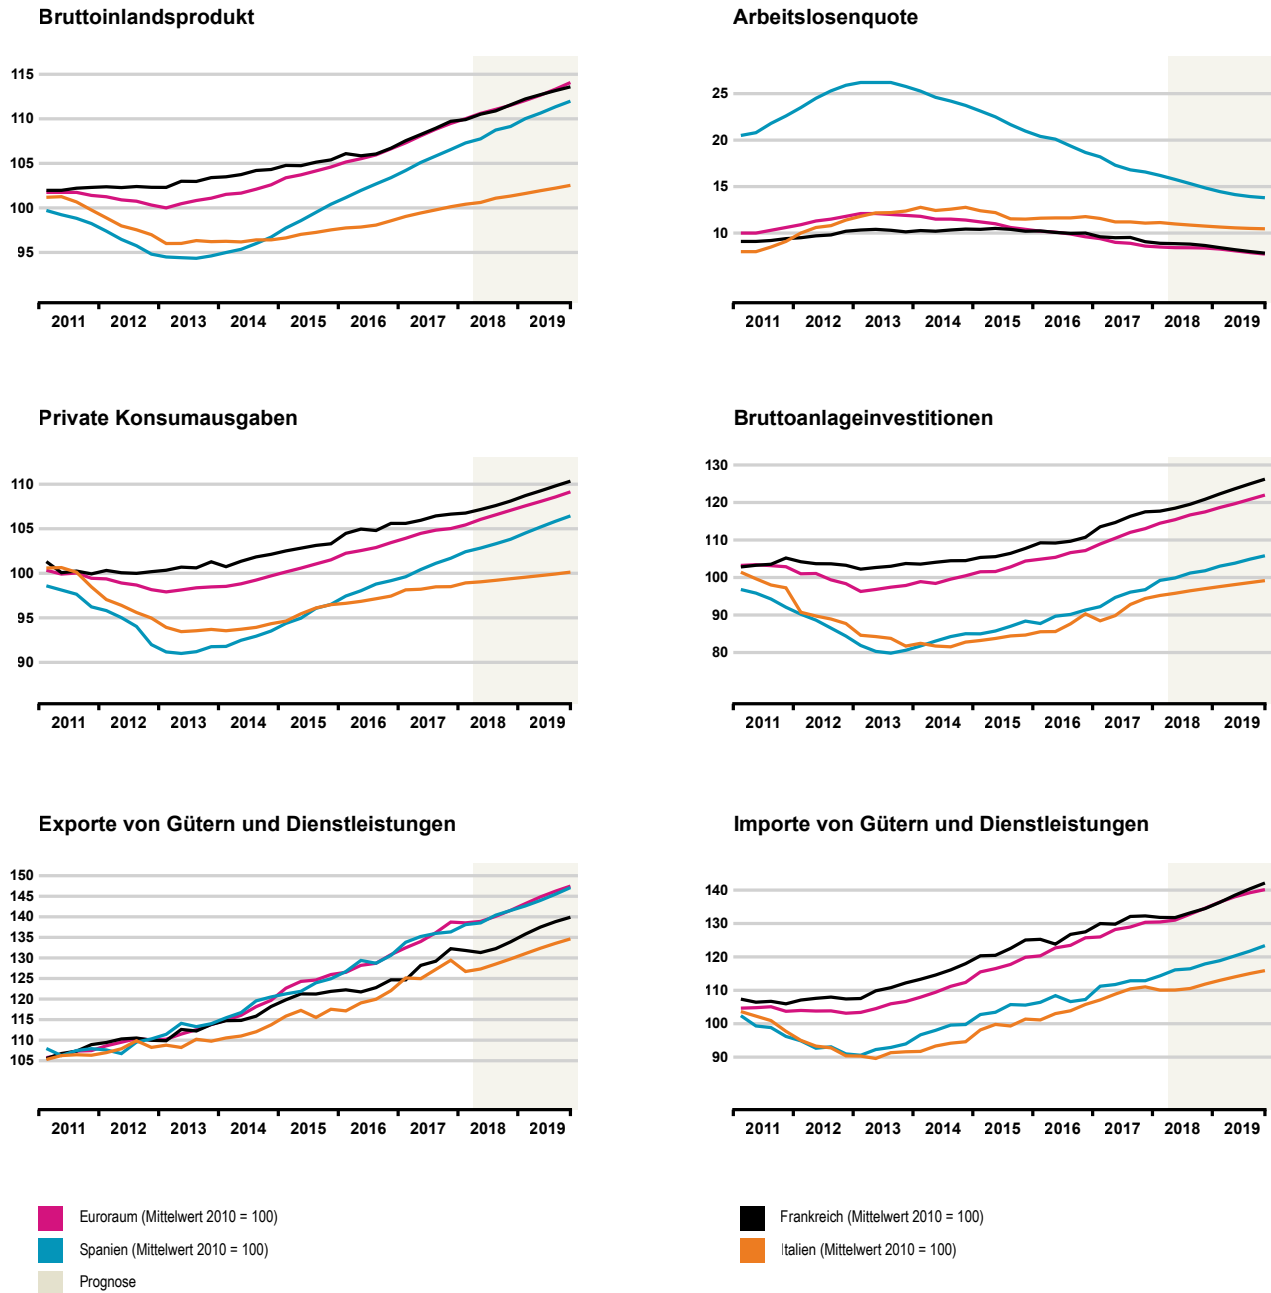 Bruttoinlandsprodukt
115
110
105
100
95
2011 2012 2013 2014 2015 2016 2017 2018 2019
Arbeitslosenquote
25
20
15
10
2011 2012 2013 2014 2015 2016 2017 2018 2019
Private Konsumausgaben
110
105
100
95
90
2011 2012 2013 2014 2015 2016 2017 2018 2019
Bruttoanlageinvestitionen
130
120
110
100
90
80
2011 2012 2013 2014 2015 2016 2017 2018 2019
Exporte von Gütern und Dienstleistungen
150
145
140
135
130
125
120
115
110
105
2011 2012 2013 2014 2015 2016 2017 2018 2019
Importe von Gütern und Dienstleistungen
140
130
120
110
100
90
2011 2012 2013 2014 2015 2016 2017 2018 2019
Euroraum (Mittelwert 2010 = 100)
Spanien (Mittelwert 2010 = 100)
Prognose
Frankreich (Mittelwert 2010 = 100)
Italien (Mittelwert 2010 = 100)